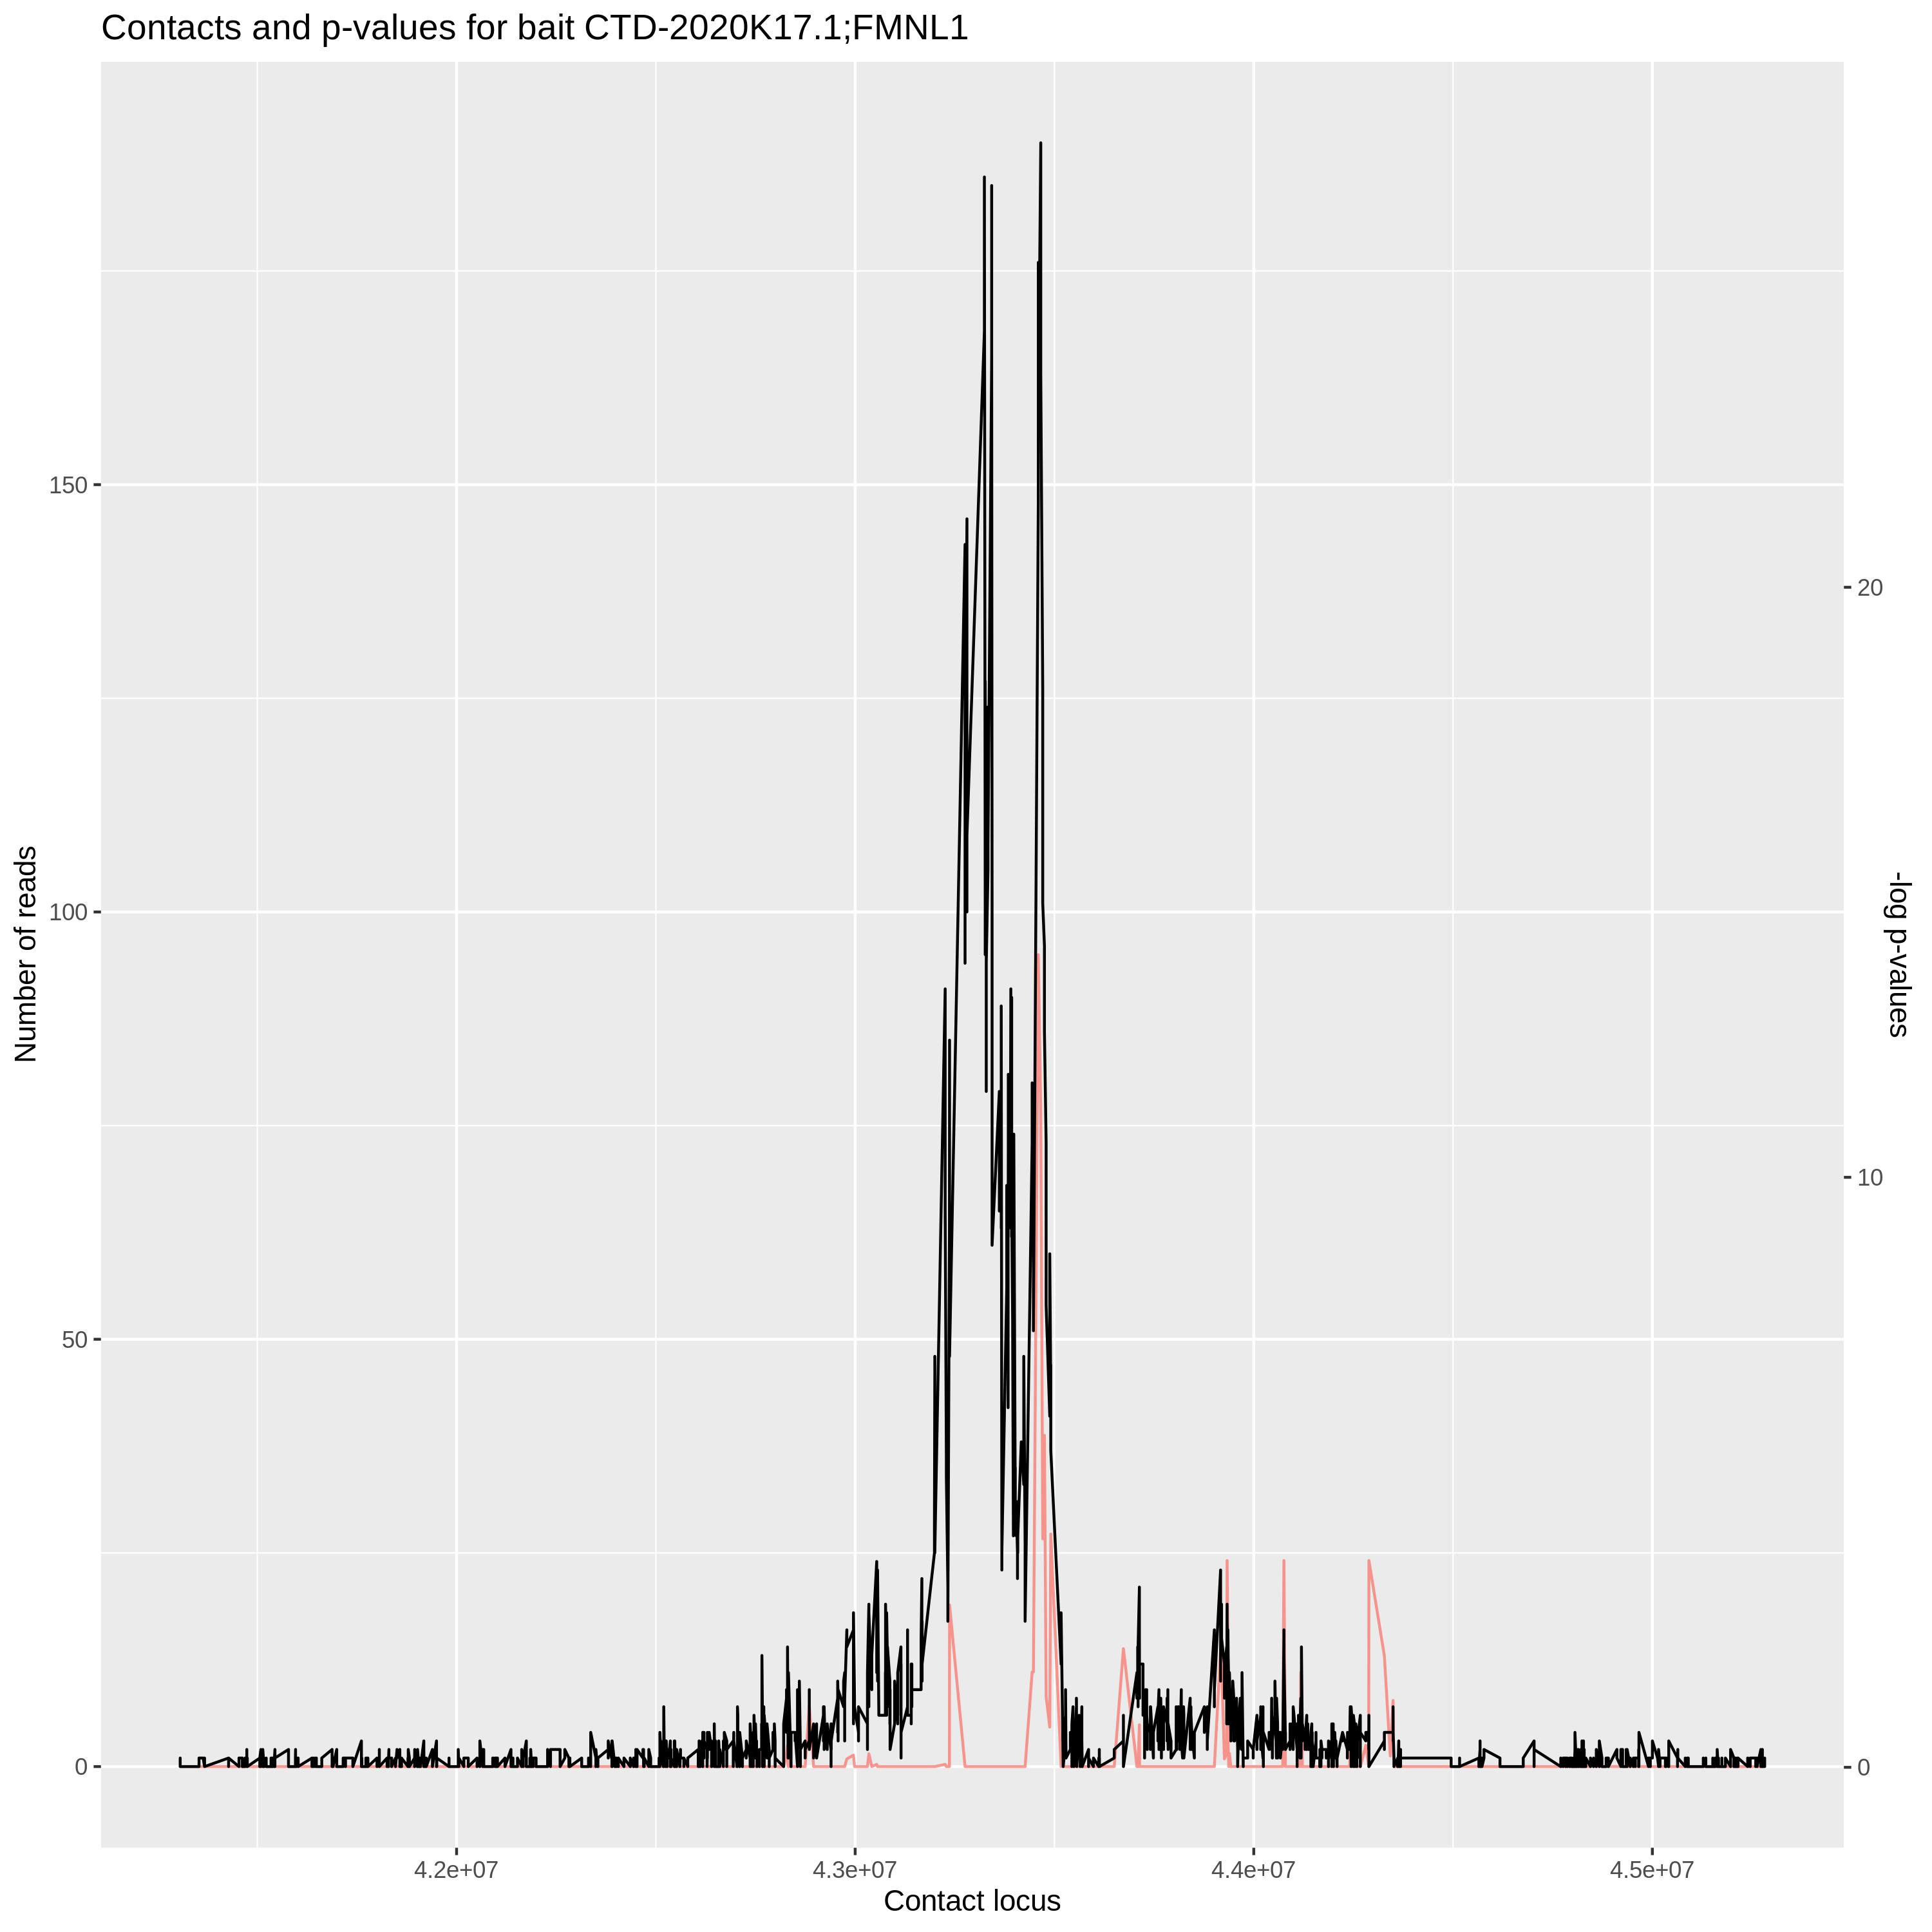 Contacts and p-values for bait CTD-2020K17.1;FMNL1
150
100
50
0
Number of reads
20
10
0
-log p-values
4.2e+07
4.3e+07
4.4e+07
4.5e+07
Contact locus